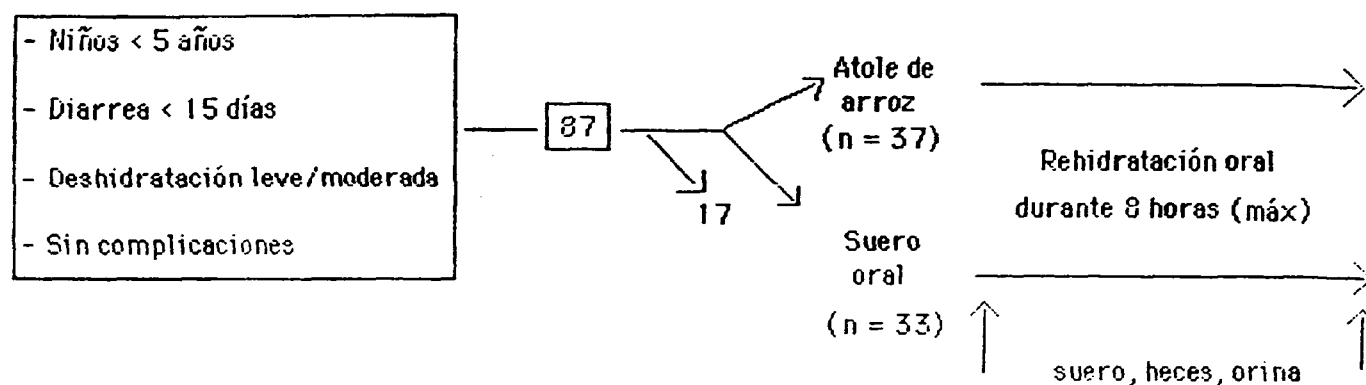 - Niños < 5 años
- Diarrea < 15 días
- Deshidratación leve/moderada
- Sin complicaciones
87
17
Atole de
arroz
(n = 37)
Suero
oral
(n = 33)
Rehidratación oral
durante 8 horas (máx)
suero, heces, orina